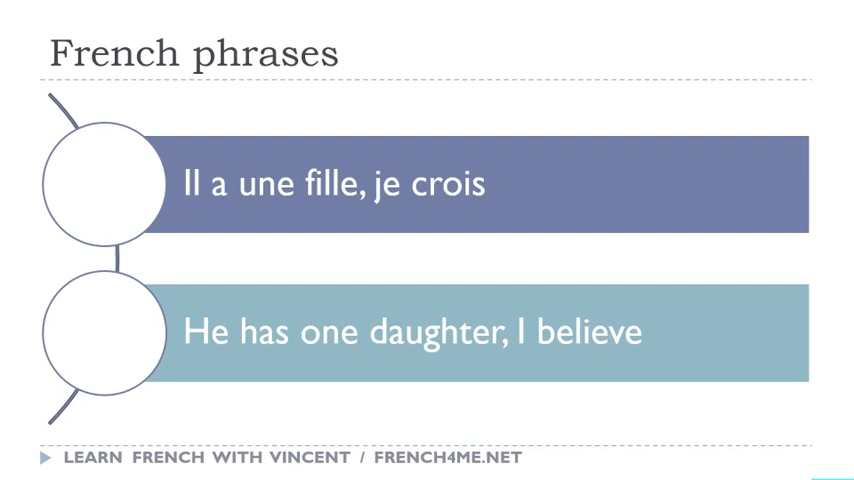 French phrases
Il a une fille, je crois
He has one daughter, I believe
LEARN FRENCH WITH VINCENT / FRENCH4ME.NET